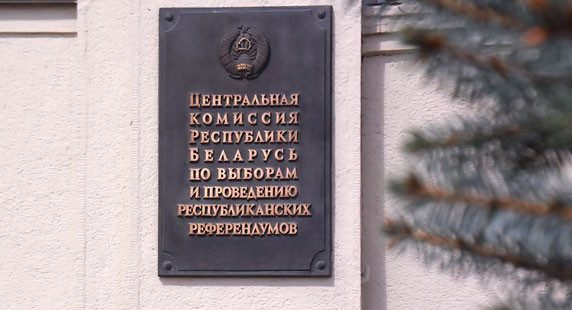 Центральная
комиссия
Республики
Беларусь
по выборам
и проведению
республиканских
референдумов